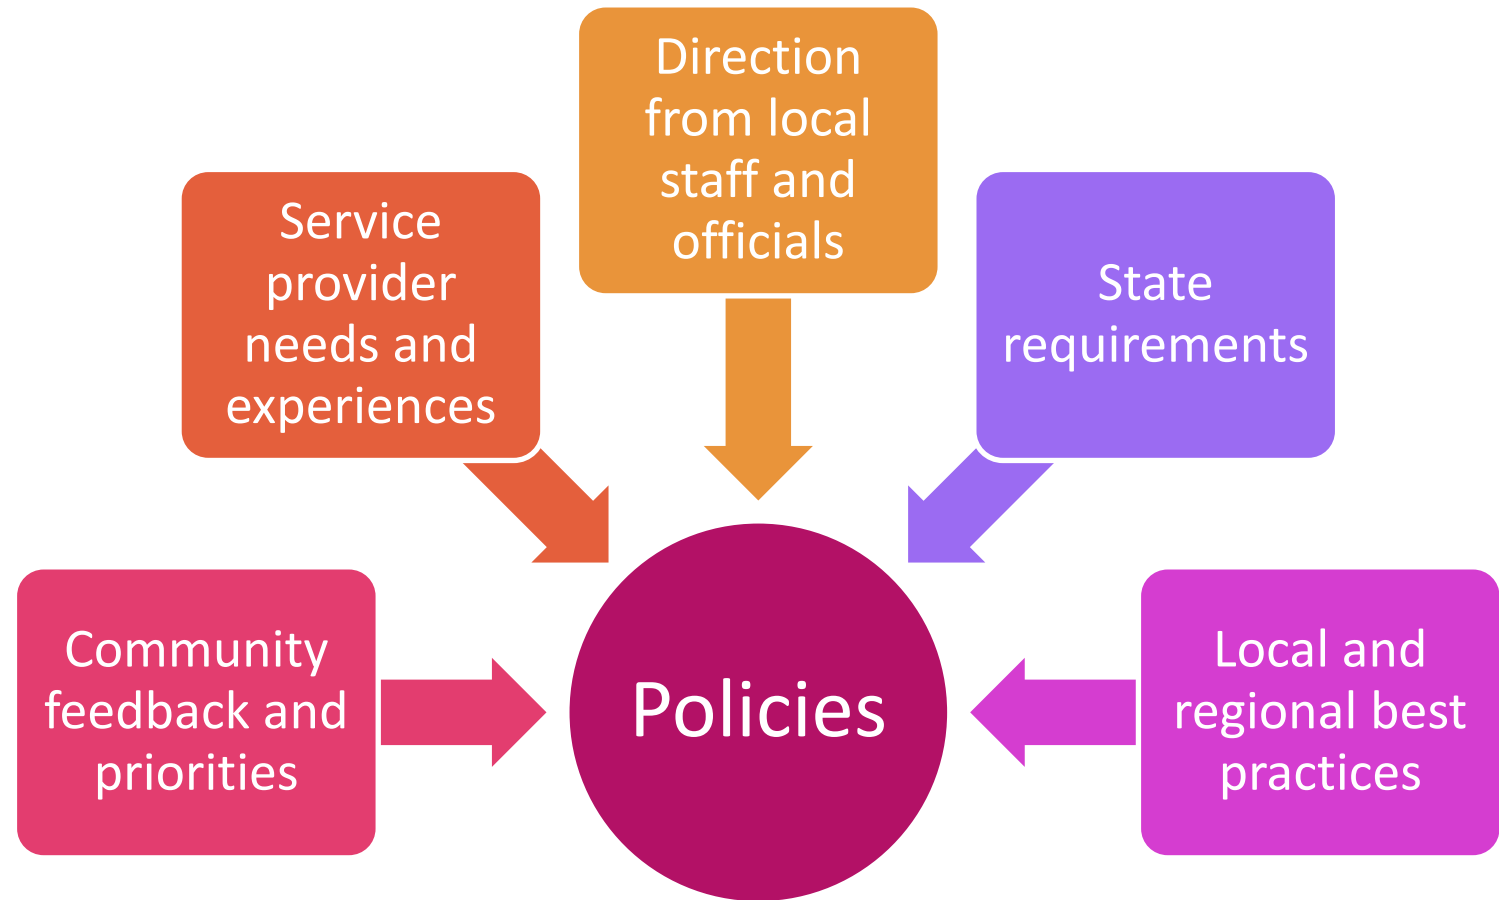 Direction
from local
staff and
officials
Service
provider
needs and
experiences
State
requirements
Community
feedback and
priorities
Policies
Local and
regional best
practices